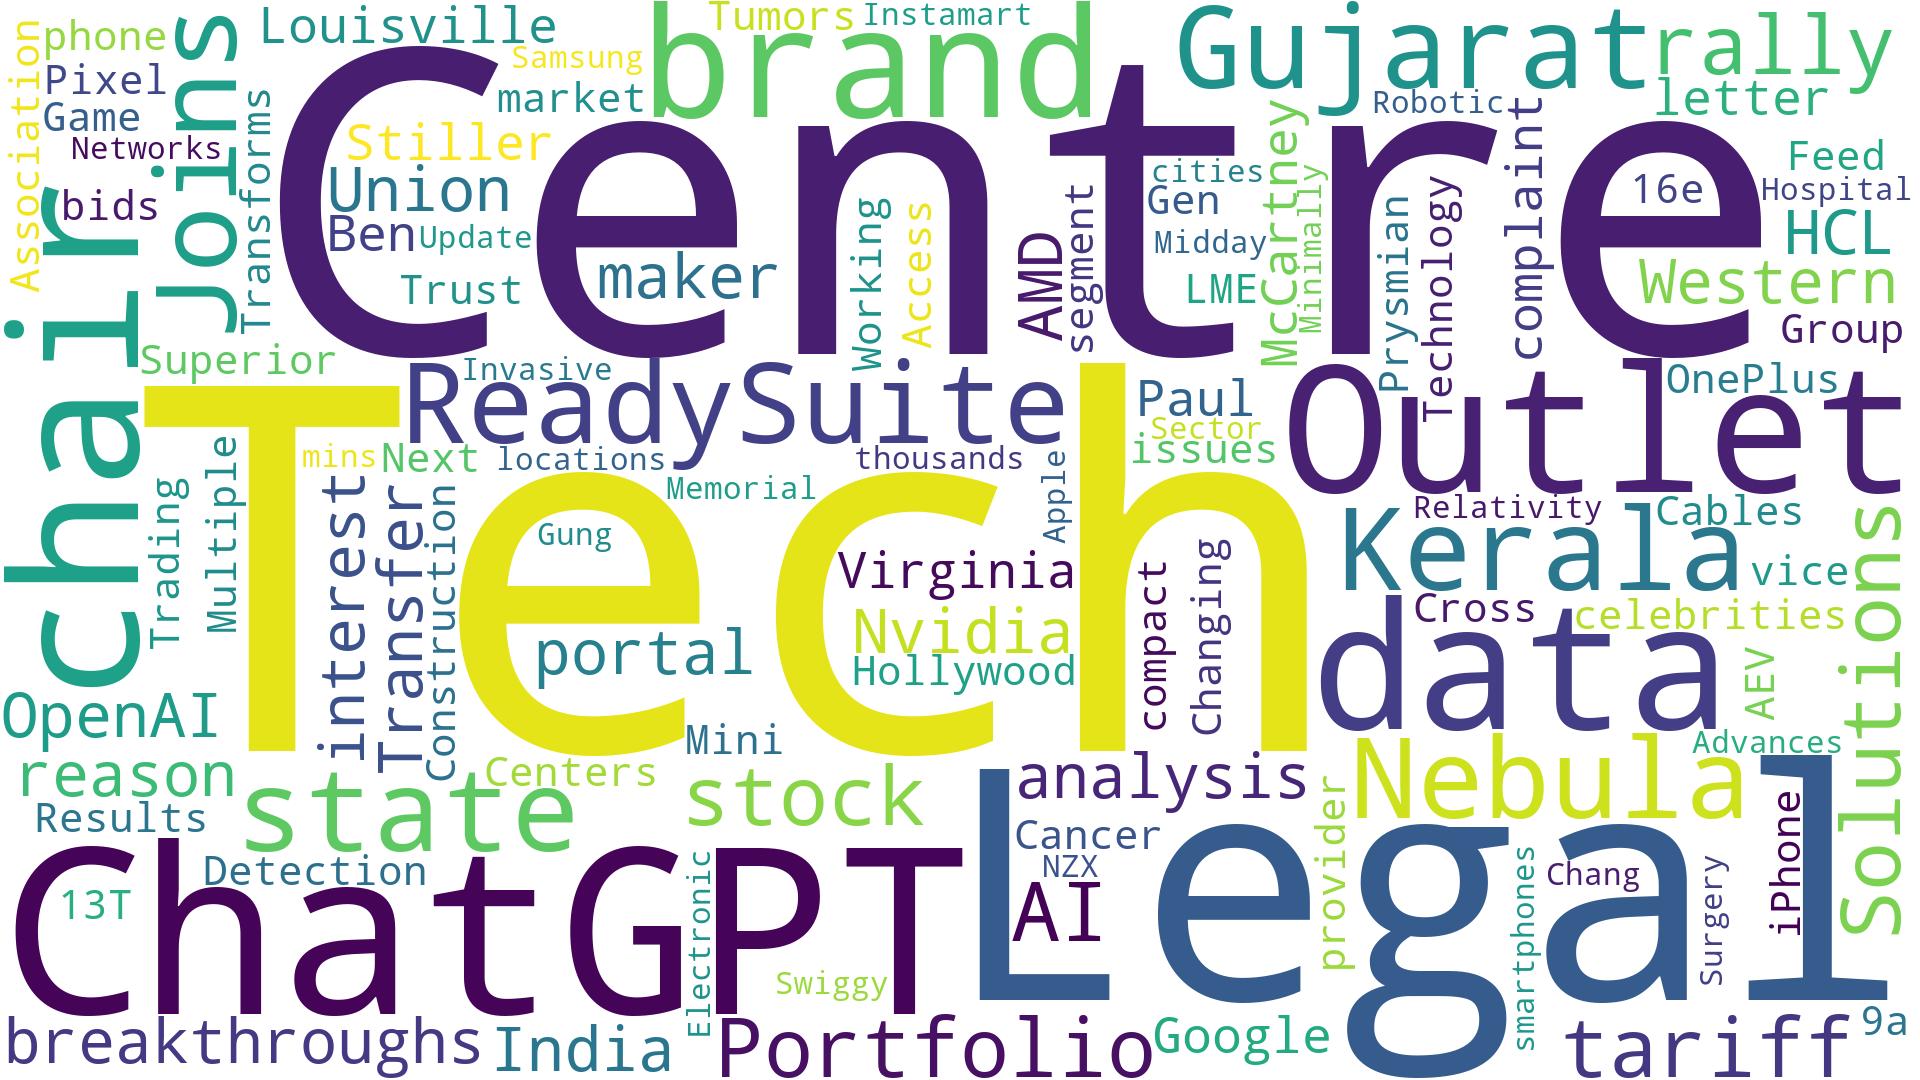 Association
phone
Pixel
Game
Networks
bids
chair
Joins
Transforms
Louisville
Samsung
market
Centre
Stiller
Union
Ben
Update
Trust
maker
brand
Tumors
Instamart
Working
Access
AMD
segment
Gujarat
rally
Robotic
letter
cities
Gen
Midday
LME
McCartney
Minimally
Prysmian
Technology
complaint
16e
Feed
Hospital
HCL
Western
Group
Superior
Invasive
ReadySuite
Tech
mins
Next
locations
thousands
Memorial
Apple
Paul
Sector
issues
Outlet
OnePlus
Trading
Multiple
interest
Transfer
Construction
Gung
portal
Virginia
Nvidia
Hollywood
compact
Changing
Relativity
Cables
Kerala
vice
Cross
celebrities
data
AEV
Solutions
OpenAI
reason
Results
state
Centers
Mini
stock
analysis
Nebula
Advances
ChatGPT
Detection
13T
Electronic
Swiggy
Legal
Cancer
NZX
AI
provider
smartphones
Chang
Surgery
iPhone
breakthroughs
India
Portfolio
Google
tariff
9a